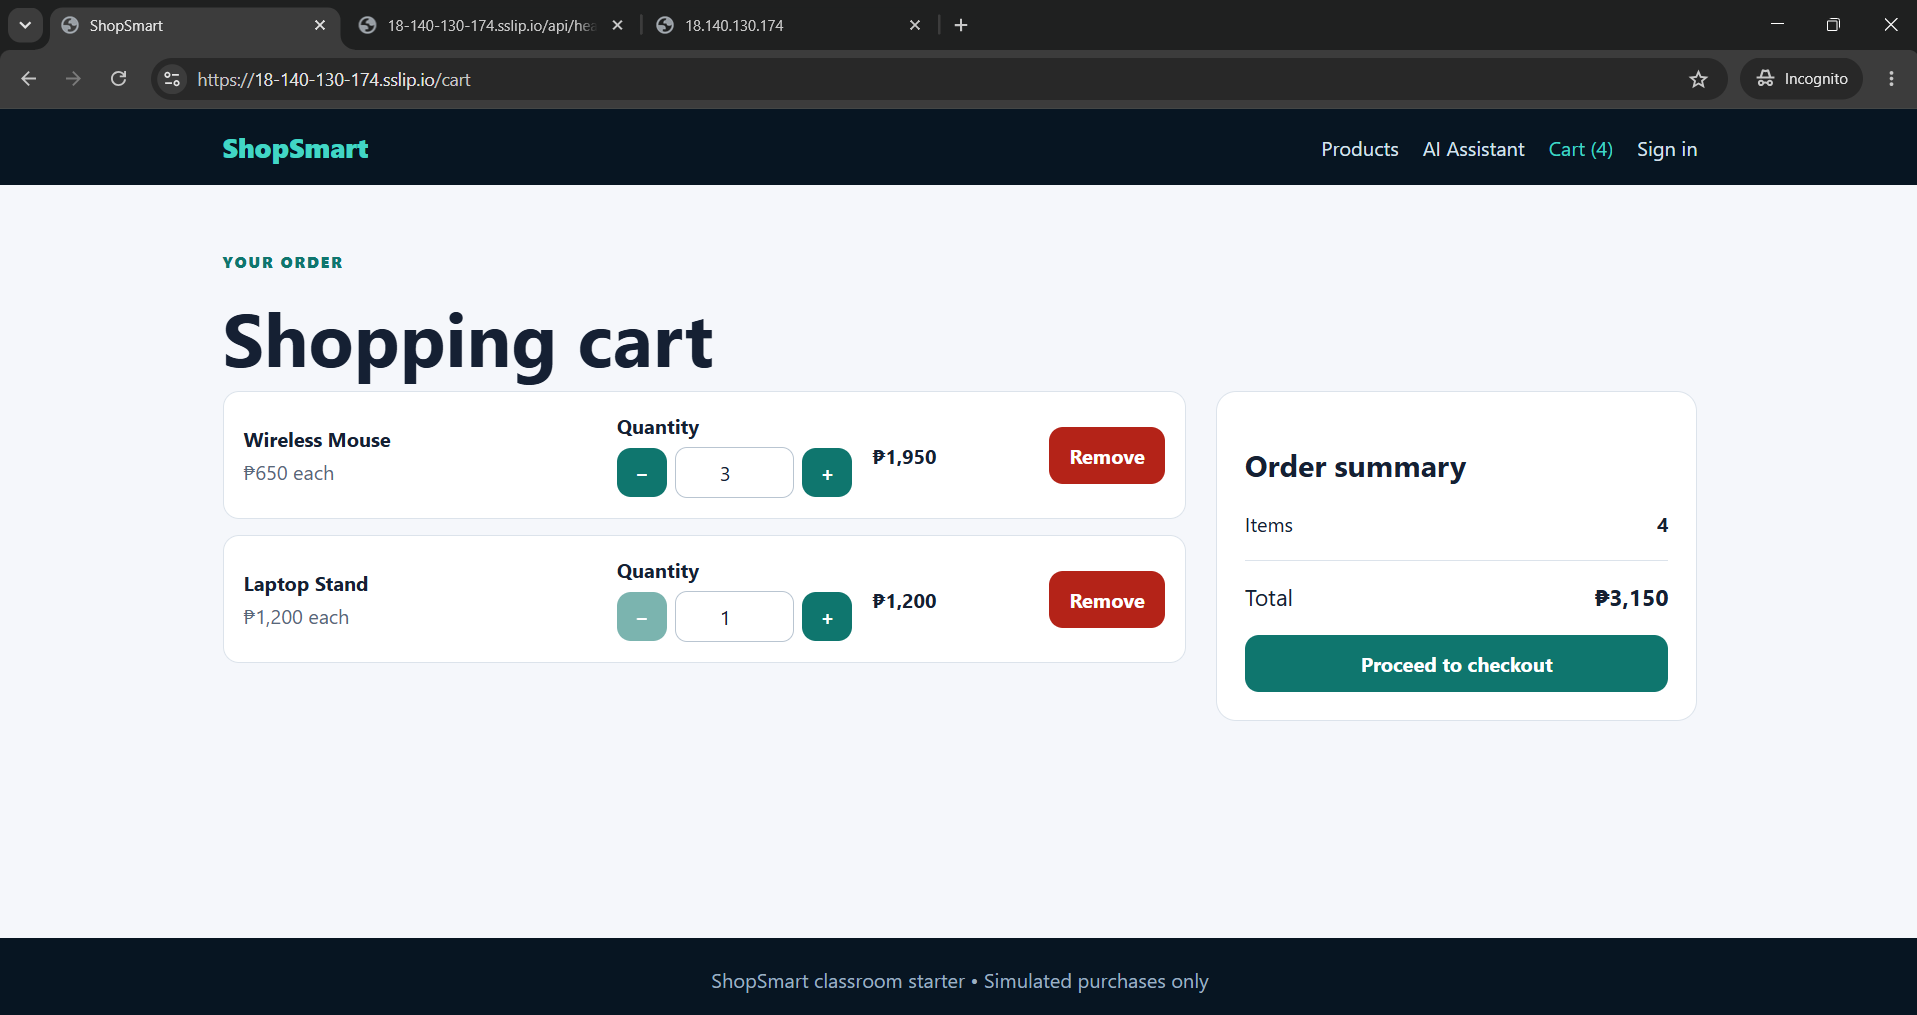 ShopSmart
18-140-130-174.sslip.io/api/hea
18.140.130.174
https://18-140-130-174.sslip.io/cart
Incognito
ShopSmart
Products
AI Assistant
Cart (4)
Sign in
YOUR ORDER
Shopping cart
Wireless Mouse
₱650 each
Quantity
− 3 +
₱1,950
Remove
Laptop Stand
₱1,200 each
Quantity
− 1 +
₱1,200
Remove
Order summary
Items 4
Total ₱3,150
Proceed to checkout
ShopSmart classroom starter • Simulated purchases only